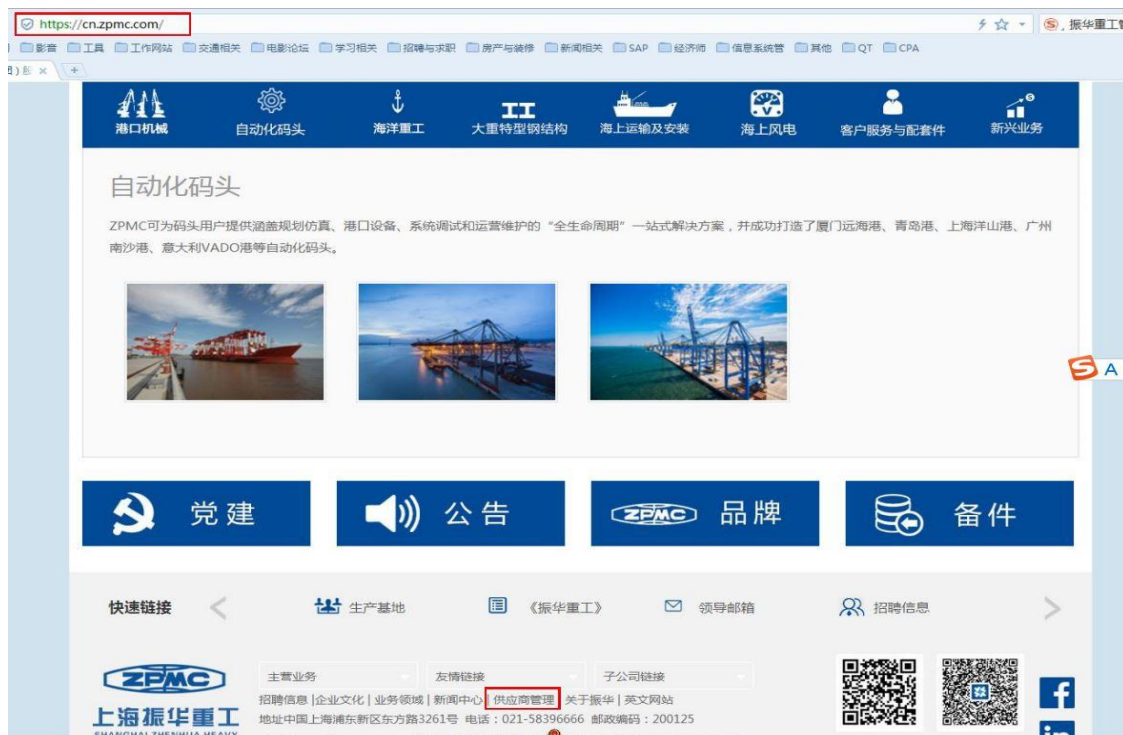 https://cn.zpmc.com/
振华重工
影音 工具 工作网站 交通相关 电影论坛 学习相关 招聘与求职 房产与装修 新闻相关 SAP 经济师 信息系统管 其他 QT CPA
港口机械 自动化码头 海洋重工 大重特型钢结构 海上运输及安装 海上风电 客户服务与配套件 新兴业务
自动化码头
ZPMC可为码头用户提供涵盖规划仿真、港口设备、系统调试和运营维护的“全生命周期”一站式解决方案，并成功打造了厦门远海港、青岛港、上海洋山港、广州
南沙港、意大利VADO港等自动化码头。
A
党建 公告 ZPMC 品牌 备件
快速链接 生产基地 《振华重工》 领导邮箱 招聘信息
ZPMC
主营业务 友情链接 子公司链接
招聘信息 |企业文化 | 业务领域 | 新闻中心 | 供应商管理 | 关于振华 | 英文网站
上海振华重工
地址中国上海浦东新区东方路3261号 电话：021-58396666 邮政编码：200125
SHANGHAI ZHENHUA HEAVY
f
in